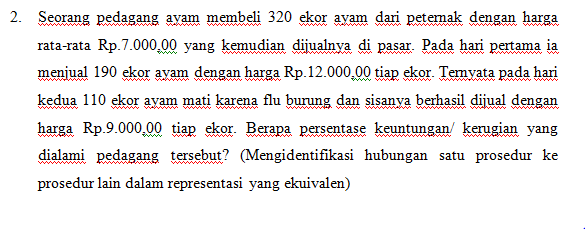 2. Seorang pedagang ayam membeli 320 ekor ayam dari peternak dengan harga
rata-rata Rp.7.000,00 yang kemudian dijualnya di pasar. Pada hari pertama ia
menjual 190 ekor ayam dengan harga Rp.12.000,00 tiap ekor. Ternyata pada hari
kedua 110 ekor ayam mati karena flu burung dan sisanya berhasil dijual dengan
harga Rp.9.000,00 tiap ekor. Berapa persentase keuntungan/ kerugian yang
dialami pedagang tersebut? (Mengidentifikasi hubungan satu prosedur ke
prosedur lain dalam representasi yang ekuivalen)